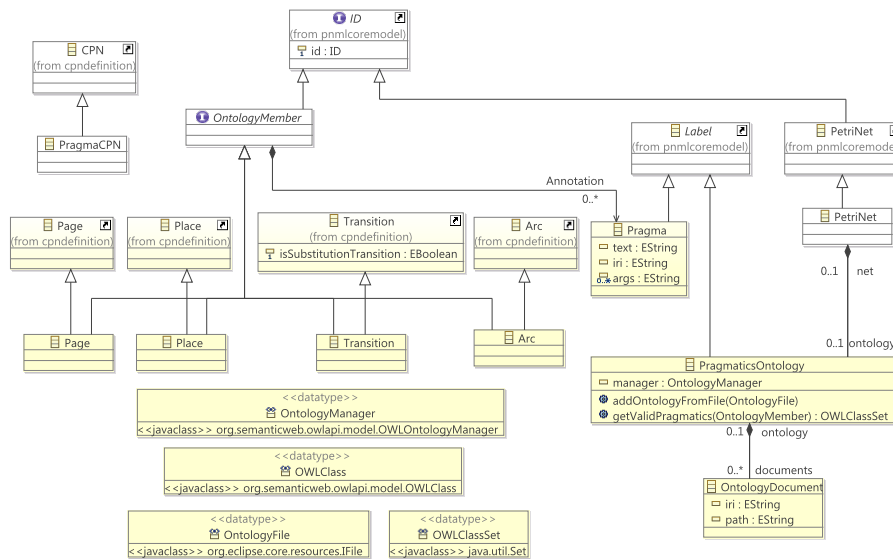 ID
(from pnmlcoremodel)
id : ID
CPN
(from cpndefinition)
PragmaCPN
OntologyMember
Label
(from pnmlcoremodel)
PetriNet
(from pnmlcoremodel)
Annotation
0..*
Page
(from cpndefinition)
Place
(from cpndefinition)
Transition
(from cpndefinition)
isSubstitutionTransition : EBoolean
Arc
(from cpndefinition)
Pragma
text : EString
iri : EString
0..* args : EString
PetriNet
0..1 net
0..1 ontology
Page
Place
Transition
Arc
PragmaticsOntology
manager : OntologyManager
addOntologyFromFile(OntologyFile)
getValidPragmatics(OntologyMember) : OWLClassSet
0..1 ontology
0..* documents
OntologyDocument
iri : EString
path : EString
<<datatype>>
OntologyManager
<<javaclass>> org.semanticweb.owlapi.model.OWLOntologyManager
<<datatype>>
OWLClass
<<javaclass>> org.semanticweb.owlapi.model.OWLClass
<<datatype>>
OntologyFile
<<javaclass>> org.eclipse.core.resources.IFile
<<datatype>>
OWLClassSet
<<javaclass>> java.util.Set